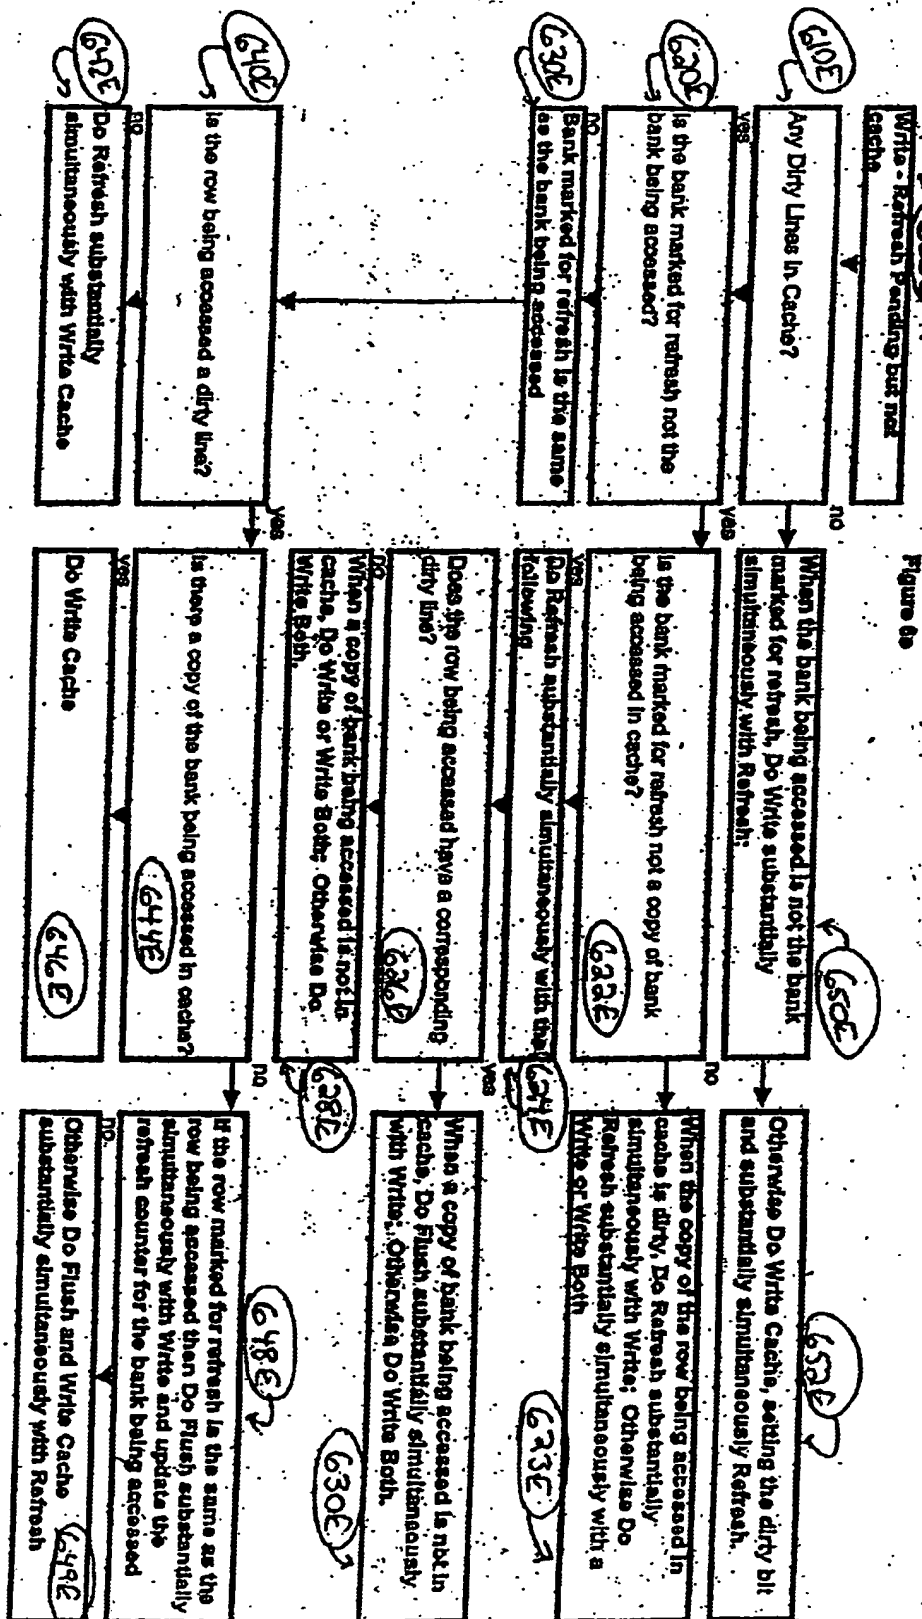 Figure 6e
Write - Refresh Pending but not
cache
610E
Any Dirty Lines in Cache?
no
yes
620E
Is the bank marked for refresh not the
bank being accessed?
yes
no
630E
Bank marked for refresh is the same
as the bank being accessed
640E
Is the row being accessed a dirty line?
yes
no
642E
Do Refresh substantially
simultaneously with Write Cache
When the bank being accessed is not the bank
marked for refresh, Do Write substantially
simultaneously with Refresh;
650E
Is the bank marked for refresh not a copy of bank
being accessed in cache?
622E
no
yes
Do Refresh substantially simultaneously with the
following
624E
Does the row being accessed have a corresponding
dirty line?
626E
yes
no
When a copy of bank being accessed is not in
cache, Do Write or Write Both; Otherwise Do
Write Both.
628E
Is there a copy of the bank being accessed in cache?
644E
no
yes
Do Write Cache
646E
Otherwise Do Write Cache, setting the dirty bit
and substantially simultaneously Refresh.
652E
When the copy of the row being accessed in
cache is dirty, Do Refresh substantially
simultaneously with Write; Otherwise Do
Refresh substantially simultaneously with a
Write or Write Both
623E
When a copy of bank being accessed is not in
cache, Do Flush substantially simultaneously
with Write; Otherwise Do Write Both.
630E
If the row marked for refresh is the same as the
row being accessed then Do Flush substantially
simultaneously with Write and update the
refresh counter for the bank being accessed
648E
no
Otherwise Do Flush and Write Cache
substantially simultaneously with Refresh
649E